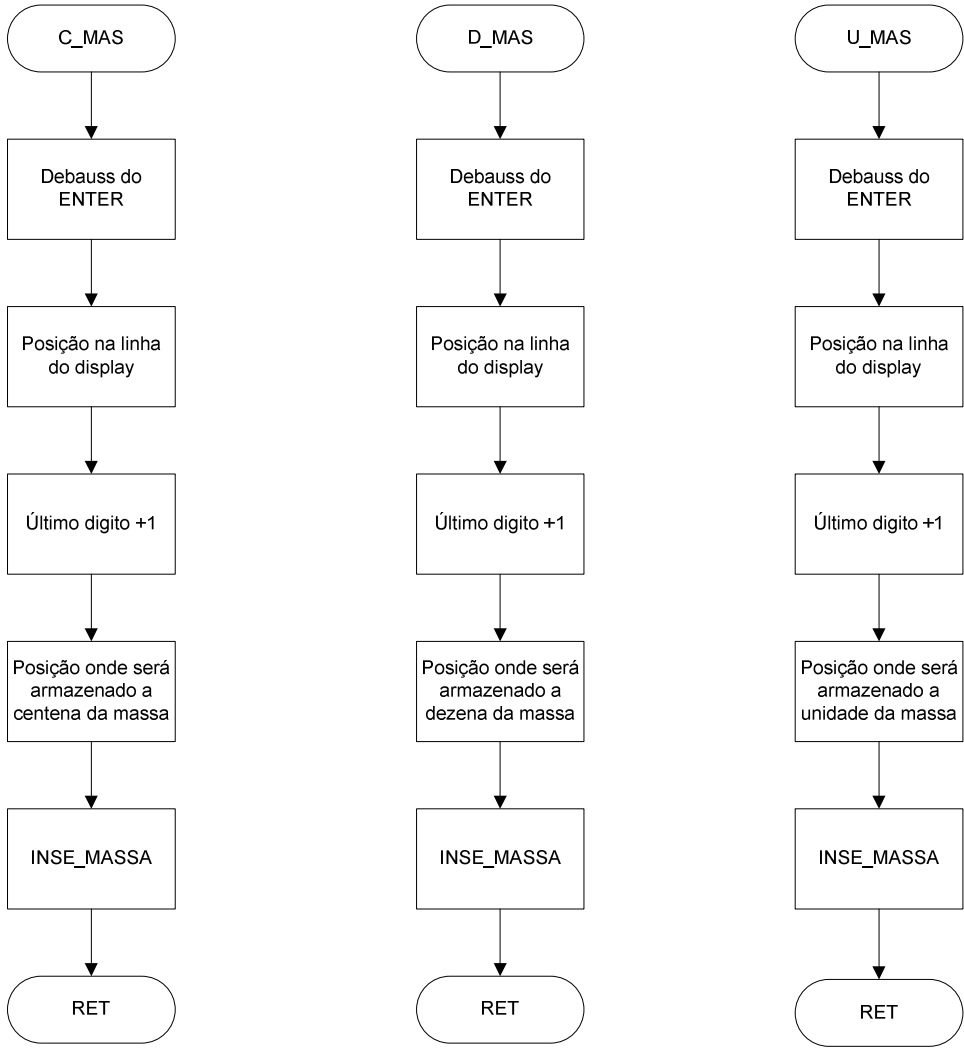 C_MAS
Debauss do
ENTER
Posição na linha
do display
Último digito +1
Posição onde será
armazenado a
centena da massa
INSE_MASSA
RET
D_MAS
Debauss do
ENTER
Posição na linha
do display
Último digito +1
Posição onde será
armazenado a
dezena da massa
INSE_MASSA
RET
U_MAS
Debauss do
ENTER
Posição na linha
do display
Último digito +1
Posição onde será
armazenado a
unidade da massa
INSE_MASSA
RET